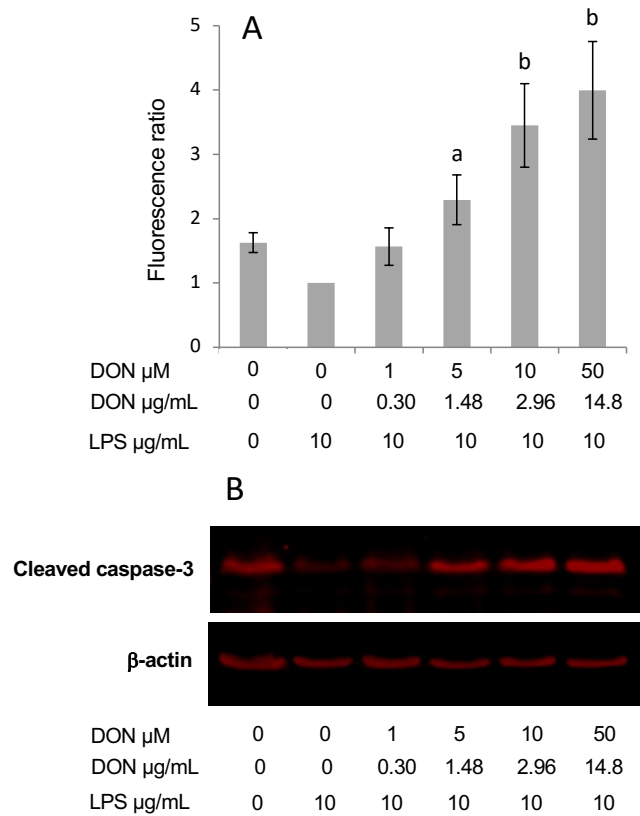 A
5
4
3
2
1
0
Fluorescence ratio
a
b
b
DON µM 0 0 1 5 10 50
DON µg/mL 0 0 0.30 1.48 2.96 14.8
LPS µg/mL 0 10 10 10 10 10
B
Cleaved caspase-3
β-actin
DON µM 0 0 1 5 10 50
DON µg/mL 0 0 0.30 1.48 2.96 14.8
LPS µg/mL 0 10 10 10 10 10